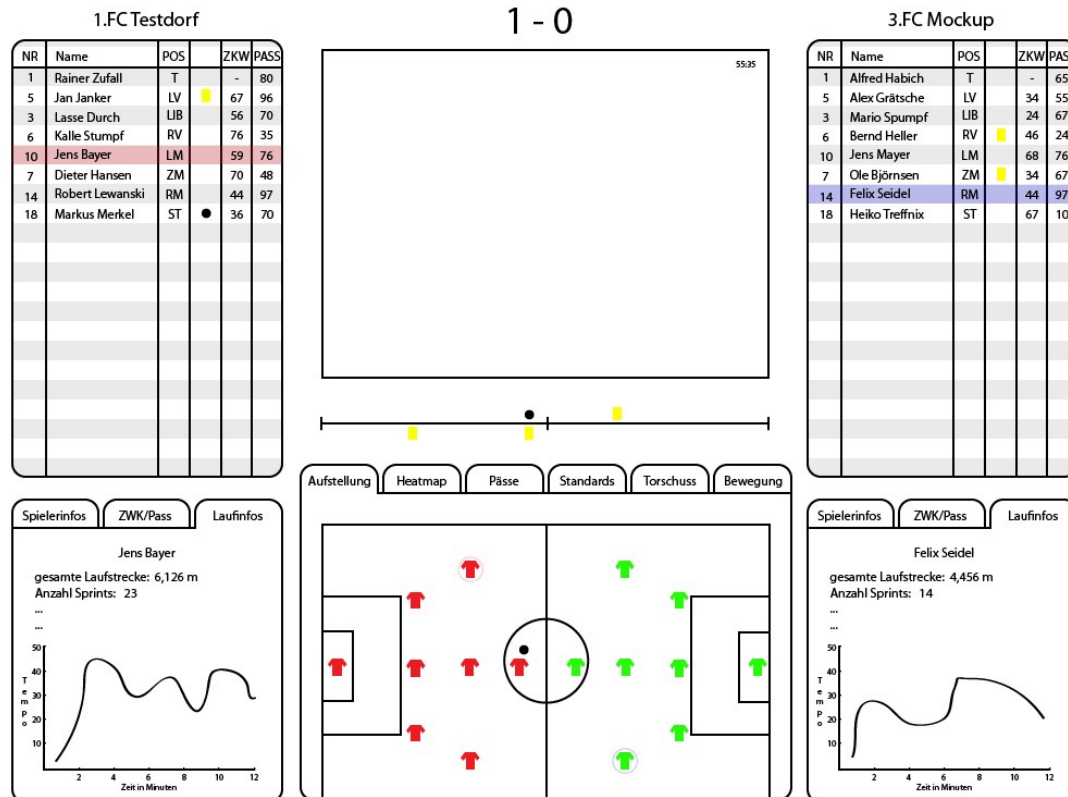 1.FC Testdorf
1 - 0
3.FC Mockup
NR Name POS ZKW PASS
1 Rainer Zufall T - 80
5 Jan Janker LV 67 96
3 Lasse Durch LIB 56 70
6 Kalle Stumpf RV 76 35
10 Jens Bayer LM 59 76
7 Dieter Hansen ZM 70 48
14 Robert Lewanski RM 44 97
18 Markus Merkel ST 36 70
55:35
NR Name POS ZKW PAS
1 Alfred Habich T - 65
5 Alex Grätsche LV 34 55
3 Mario Spumpf LIB 24 67
6 Bernd Heller RV 46 24
10 Jens Mayer LM 68 76
7 Ole Björnsen ZM 34 67
14 Felix Seidel RM 44 97
18 Heiko Treffnix ST 67 10
Aufstellung Heatmap Pässe Standards Torschuss Bewegung
Spielerinfos ZWK/Pass Laufinfos
Jens Bayer
gesamte Laufstrecke: 6,126 m
Anzahl Sprints: 23
...
...
50
40
30
20
10
Tempo
2 4 6 8 10 12
Zeit in Minuten
Spielerinfos ZWK/Pass Laufinfos
Felix Seidel
gesamte Laufstrecke: 4,456 m
Anzahl Sprints: 14
...
...
50
40
30
20
10
Tempo
2 4 6 8 10 12
Zeit in Minuten